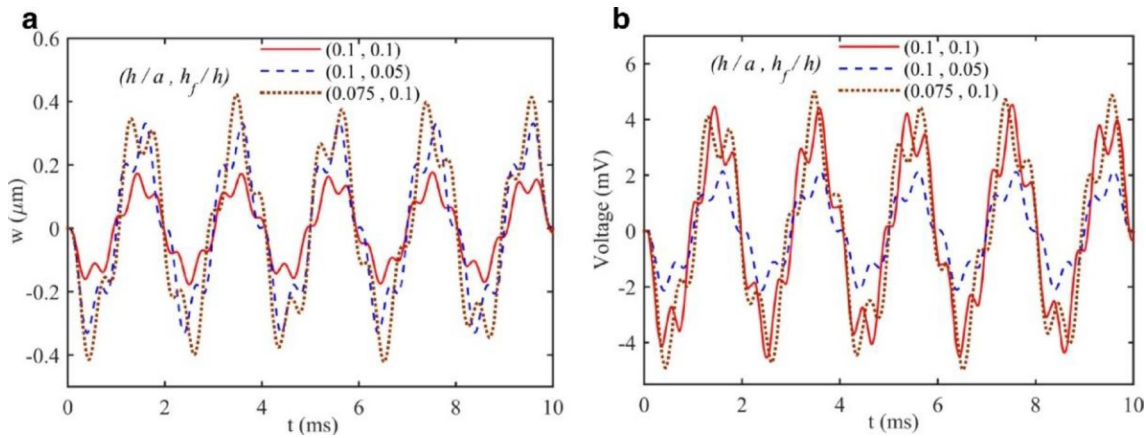 a
0.6
0.4
0.2
0
-0.2
-0.4
w (μm)
(h / a , h_f / h)
(0.1 , 0.1)
(0.1 , 0.05)
(0.075 , 0.1)
0 2 4 6 8 10
t (ms)
b
6
4
2
0
-2
-4
Voltage (mV)
(h / a , h_f / h)
(0.1 , 0.1)
(0.1 , 0.05)
(0.075 , 0.1)
0 2 4 6 8 10
t (ms)